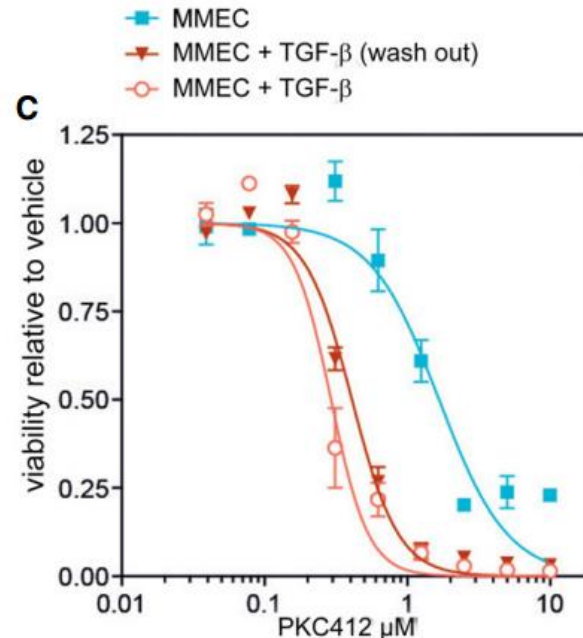 MMEC
MMEC + TGF-β (wash out)
MMEC + TGF-β
C
viability relative to vehicle
1.25
1.00
0.75
0.50
0.25
0.00
0.01
0.1
1
10
PKC412 μM